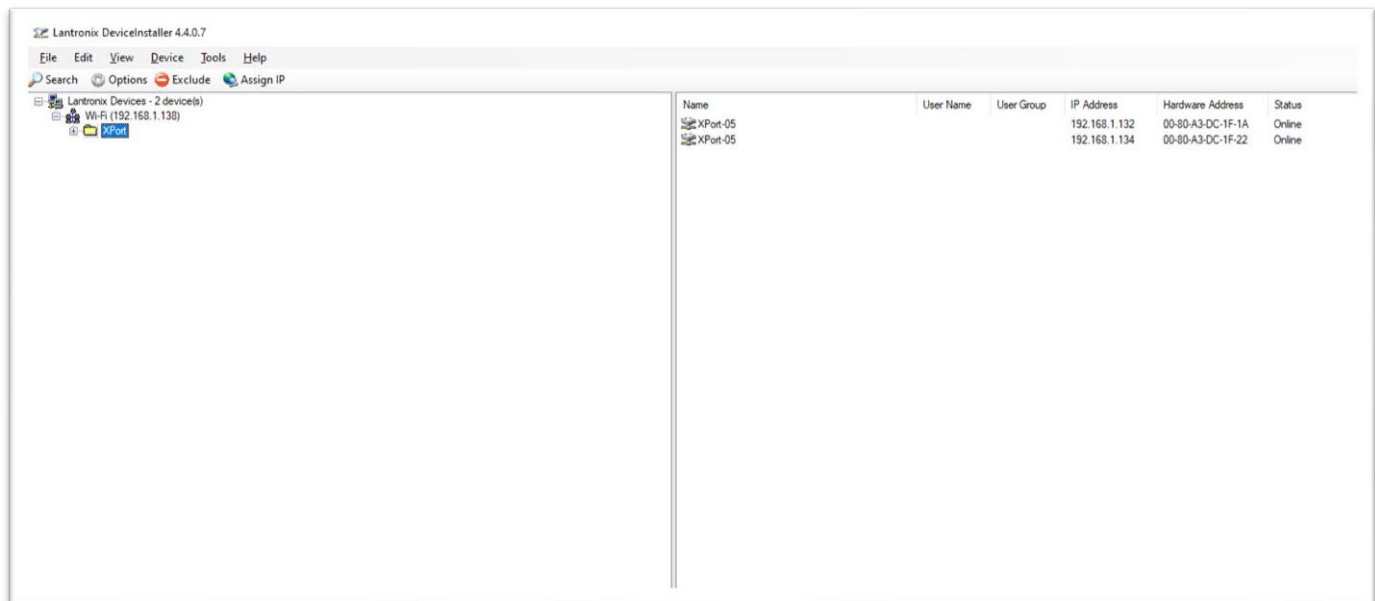 Lantronix DeviceInstaller 4.4.0.7
File Edit View Device Tools Help
Search Options Exclude Assign IP
Lantronix Devices - 2 device(s)
Wi-Fi (192.168.1.138)
XPort
Name User Name User Group IP Address Hardware Address Status
XPort-05 192.168.1.132 00-80-A3-DC-1F-1A Online
XPort-05 192.168.1.134 00-80-A3-DC-1F-22 Online